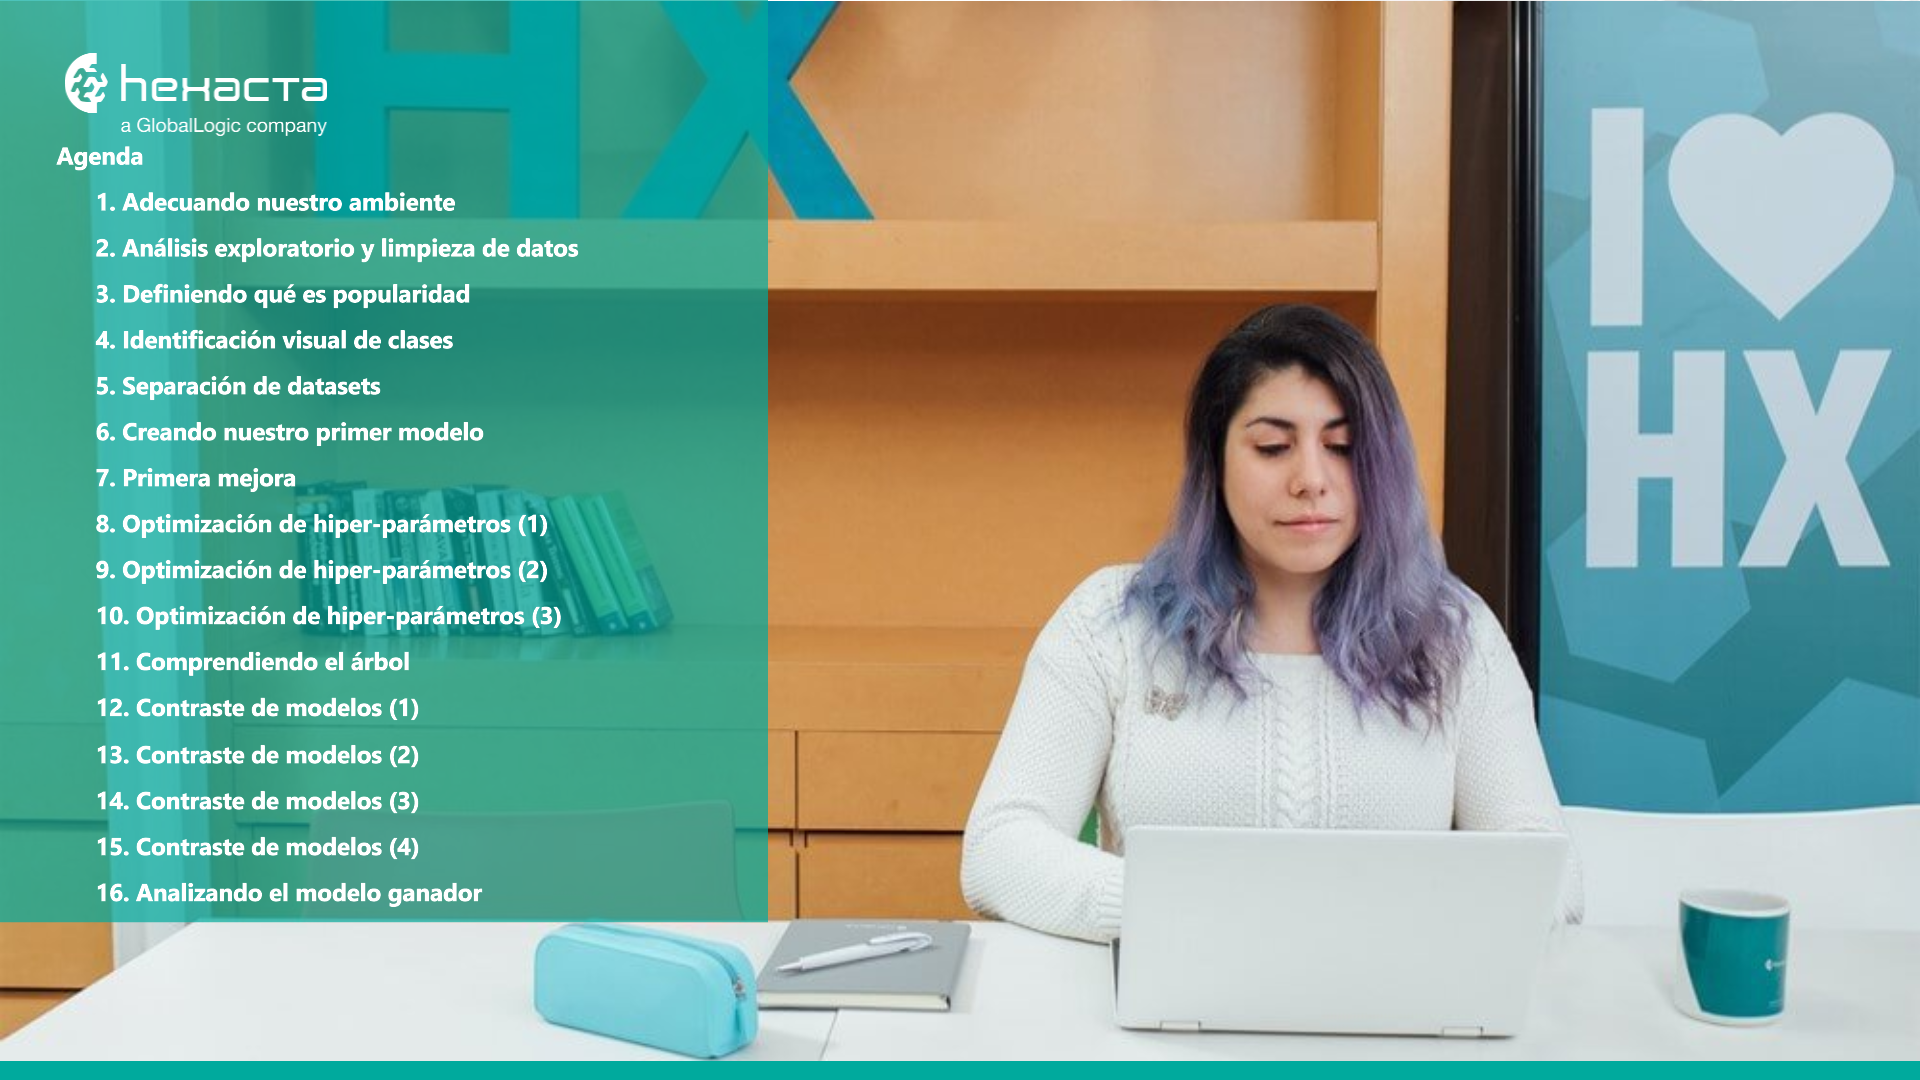 hexacta
a GlobalLogic company
Agenda
1. Adecuando nuestro ambiente
2. Análisis exploratorio y limpieza de datos
3. Definiendo qué es popularidad
4. Identificación visual de clases
5. Separación de datasets
6. Creando nuestro primer modelo
7. Primera mejora
8. Optimización de hiper-parámetros (1)
9. Optimización de hiper-parámetros (2)
10. Optimización de hiper-parámetros (3)
11. Comprendiendo el árbol
12. Contraste de modelos (1)
13. Contraste de modelos (2)
14. Contraste de modelos (3)
15. Contraste de modelos (4)
16. Analizando el modelo ganador
HX
I
HX